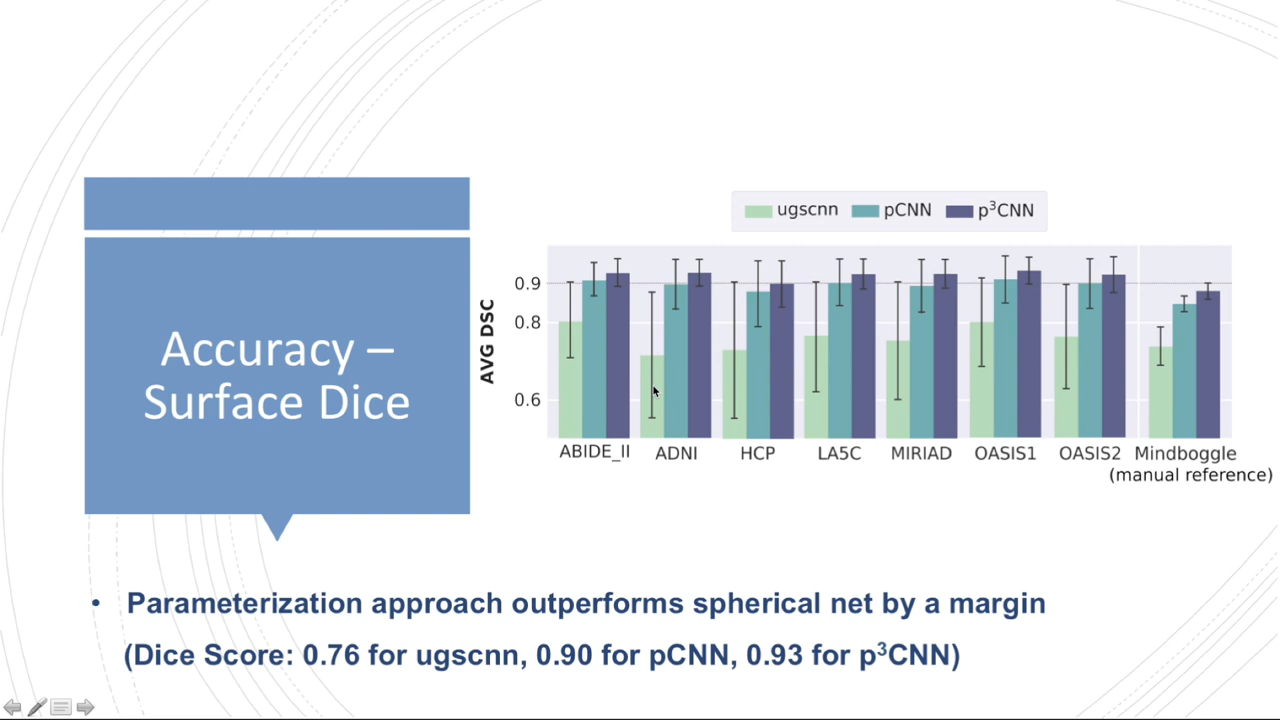 Accuracy –
Surface Dice
ugscnn pCNN p³CNN
AVG DSC
0.9
0.8
0.6
ABIDE_II ADNI HCP LA5C MIRIAD OASIS1 OASIS2 Mindboggle
(manual reference)
• Parameterization approach outperforms spherical net by a margin
(Dice Score: 0.76 for ugscnn, 0.90 for pCNN, 0.93 for p³CNN)